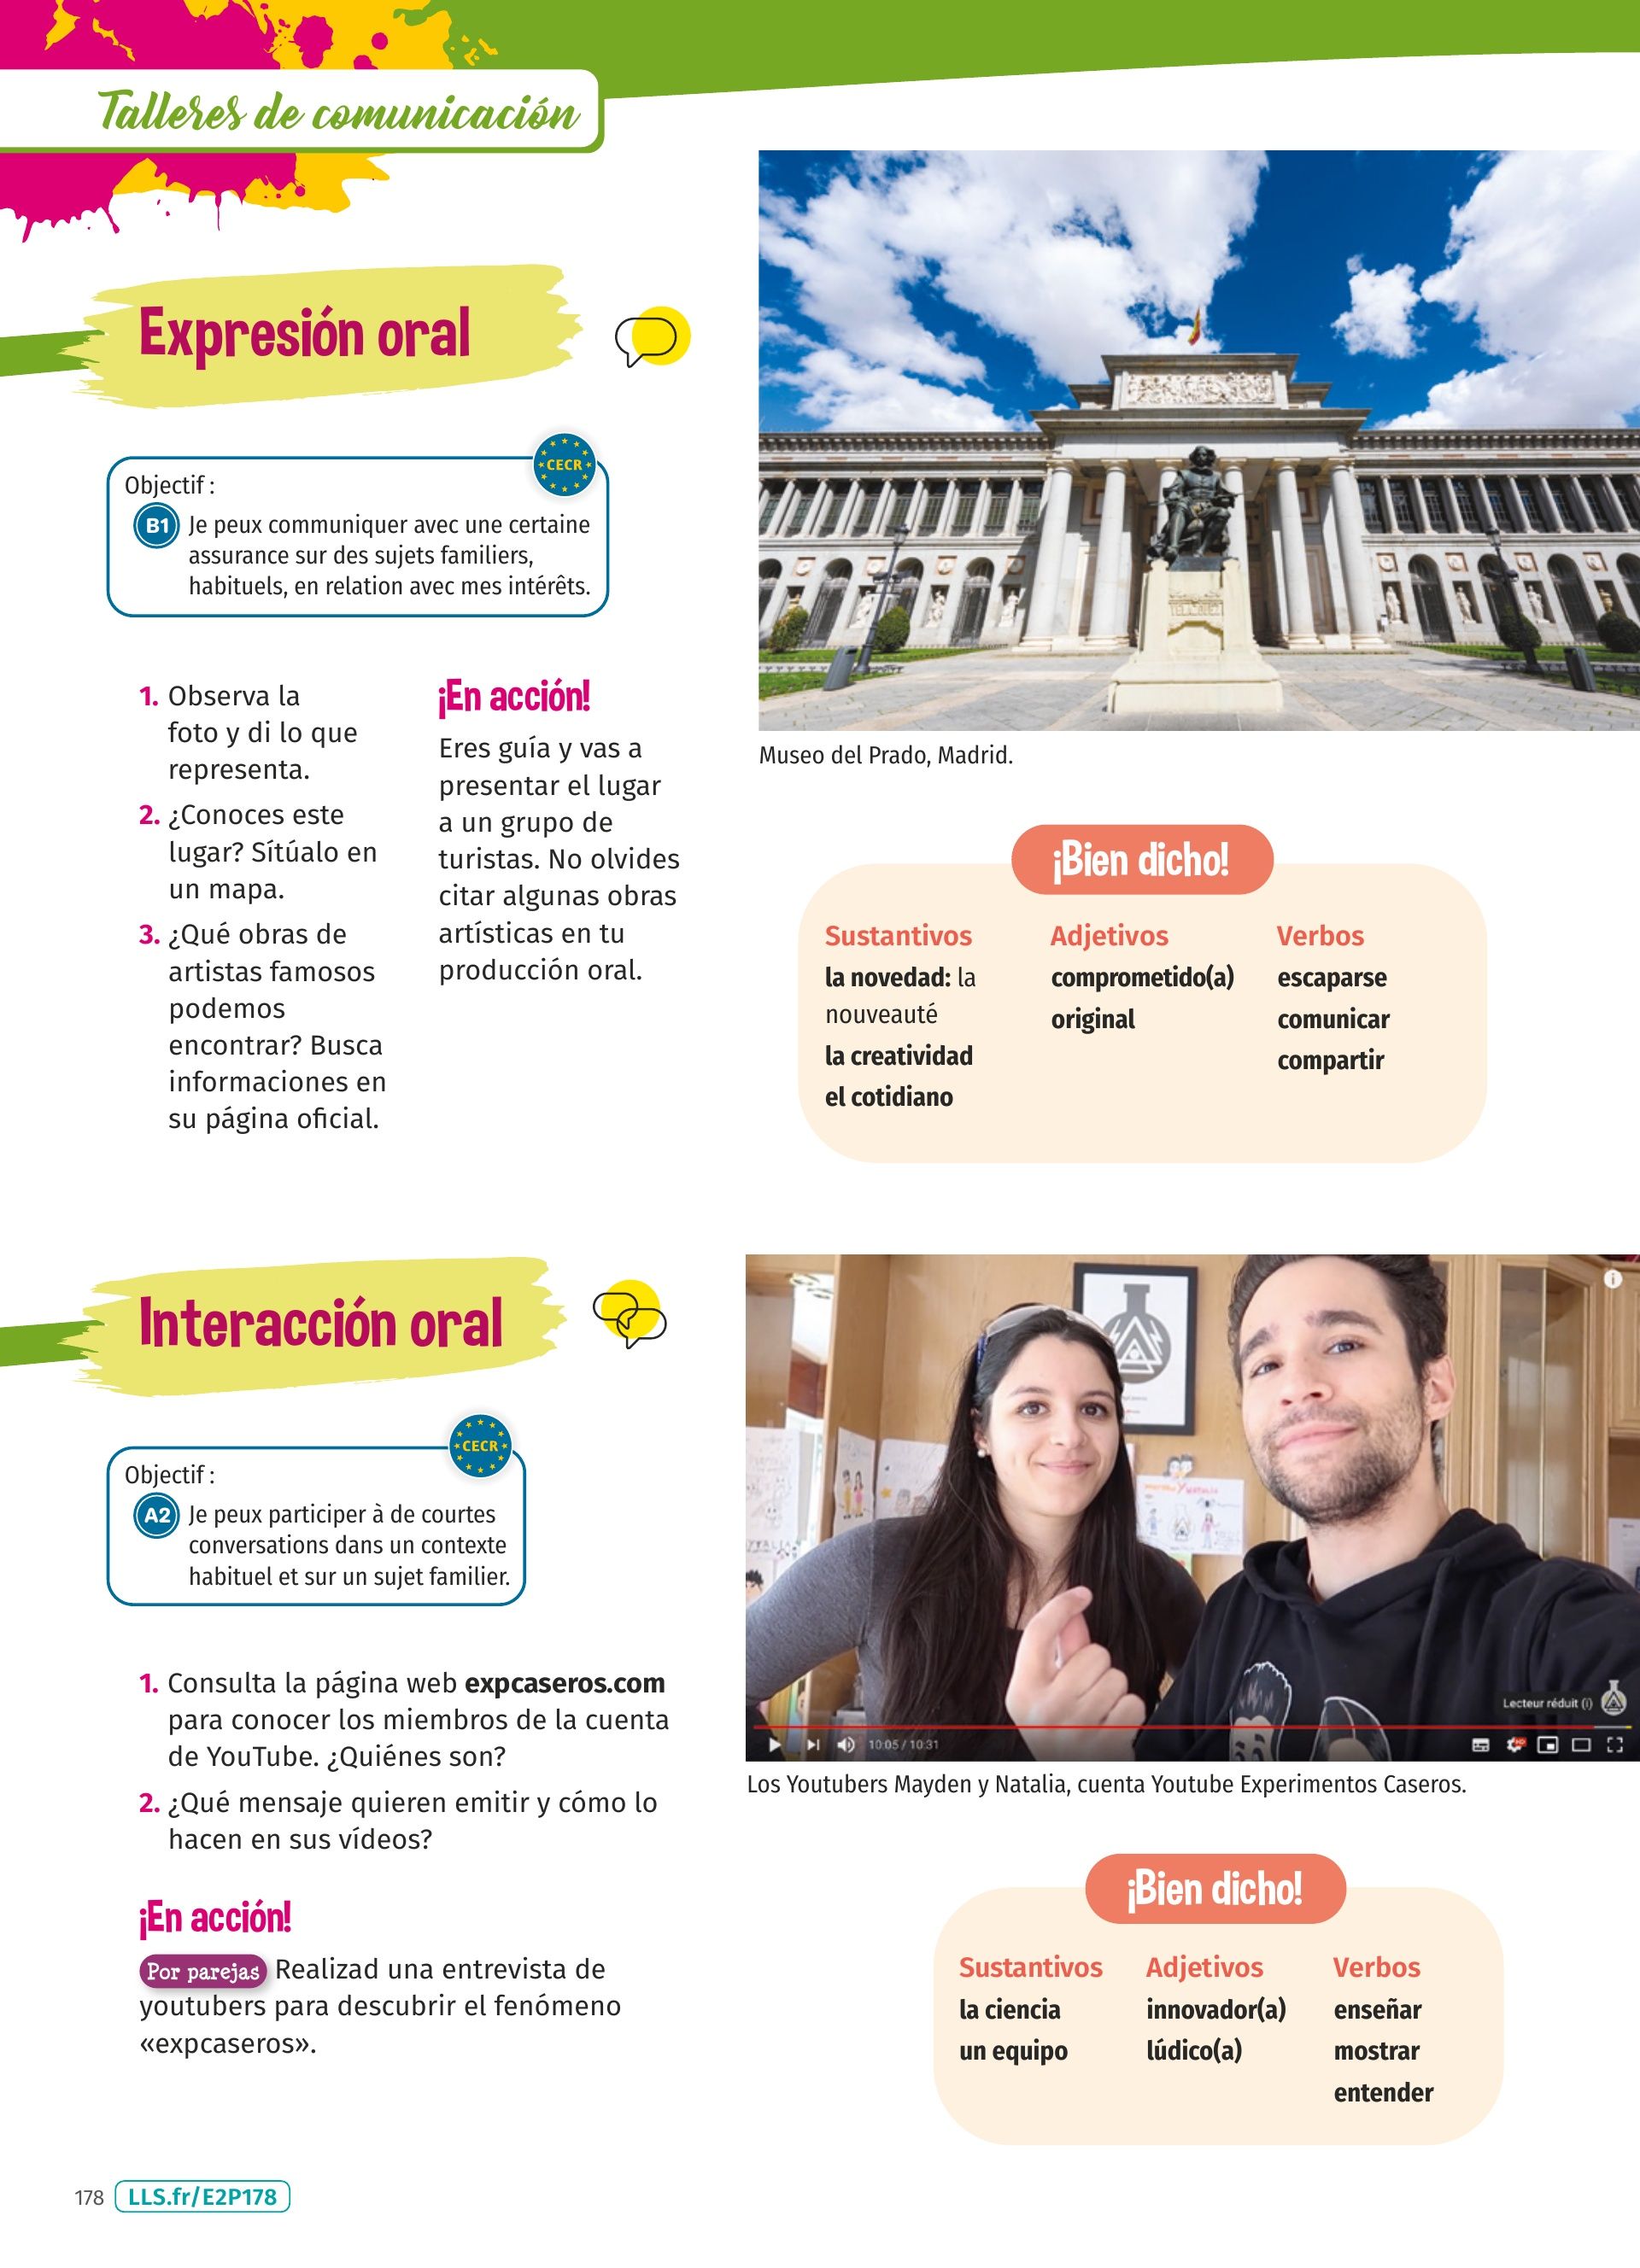 Talleres de comunicación
Expresión oral
CECR
Objectif :
B1 Je peux communiquer avec une certaine
assurance sur des sujets familiers,
habituels, en relation avec mes intérêts.
1. Observa la
foto y di lo que
representa.
2. ¿Conoces este
lugar? Sítúalo en
un mapa.
3. ¿Qué obras de
artistas famosos
podemos
encontrar? Busca
informaciones en
su página oficial.
¡En acción!
Eres guía y vas a
presentar el lugar
a un grupo de
turistas. No olvides
citar algunas obras
artísticas en tu
producción oral.
VELAZQUEZ
Museo del Prado, Madrid.
¡Bien dicho!
Sustantivos
la novedad: la
nouveauté
la creatividad
el cotidiano
Adjetivos
comprometido(a)
original
Verbos
escaparse
comunicar
compartir
Interacción oral
CECR
Objectif :
A2 Je peux participer à de courtes
conversations dans un contexte
habituel et sur un sujet familier.
1. Consulta la página web expcaseros.com
para conocer los miembros de la cuenta
de YouTube. ¿Quiénes son?
2. ¿Qué mensaje quieren emitir y cómo lo
hacen en sus vídeos?
¡En acción!
Por parejas Realizad una entrevista de
youtubers para descubrir el fenómeno
«expcaseros».
Lecteur réduit (i)
10:05 / 10:31
Los Youtubers Mayden y Natalia, cuenta Youtube Experimentos Caseros.
¡Bien dicho!
Sustantivos
la ciencia
un equipo
Adjetivos
innovador(a)
lúdico(a)
Verbos
enseñar
mostrar
entender
178 LLS.fr/E2P178